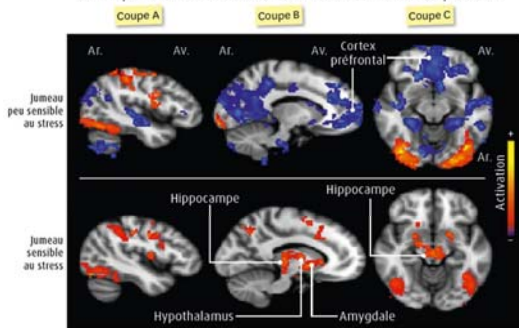 Coupe A
Coupe B
Coupe C
Ar.
Av.
Ar.
Av.
Cortex
préfrontal
Av.
Jumeau
peu sensible
au stress
Ar.
Hippocampe
Hippocampe
Jumeau
sensible
au stress
Hypothalamus
Amygdale
+
Activation
-